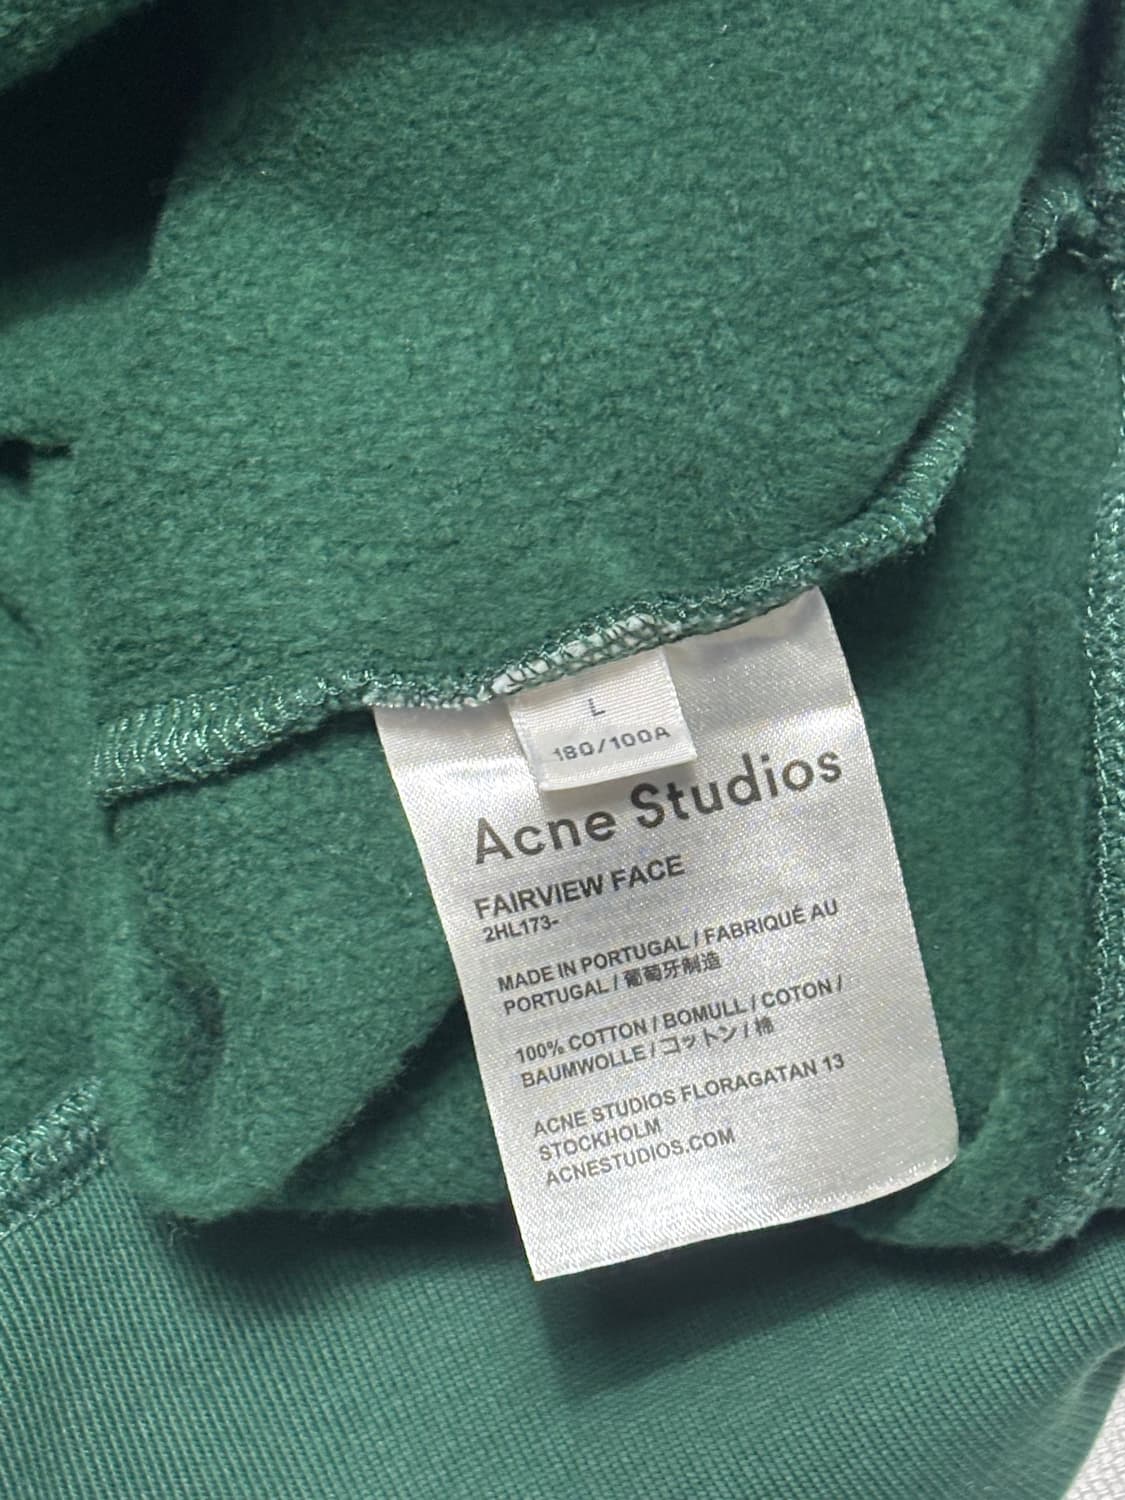 L
180/100A
Acne Studios
FAIRVIEW FACE
2HL173-
MADE IN PORTUGAL / FABRIQUÉ AU
PORTUGAL / 葡萄牙制造
100% COTTON / BOMULL / COTON /
BAUMWOLLE / コットン / 棉
ACNE STUDIOS FLORAGATAN 13
STOCKHOLM
ACNESTUDIOS.COM